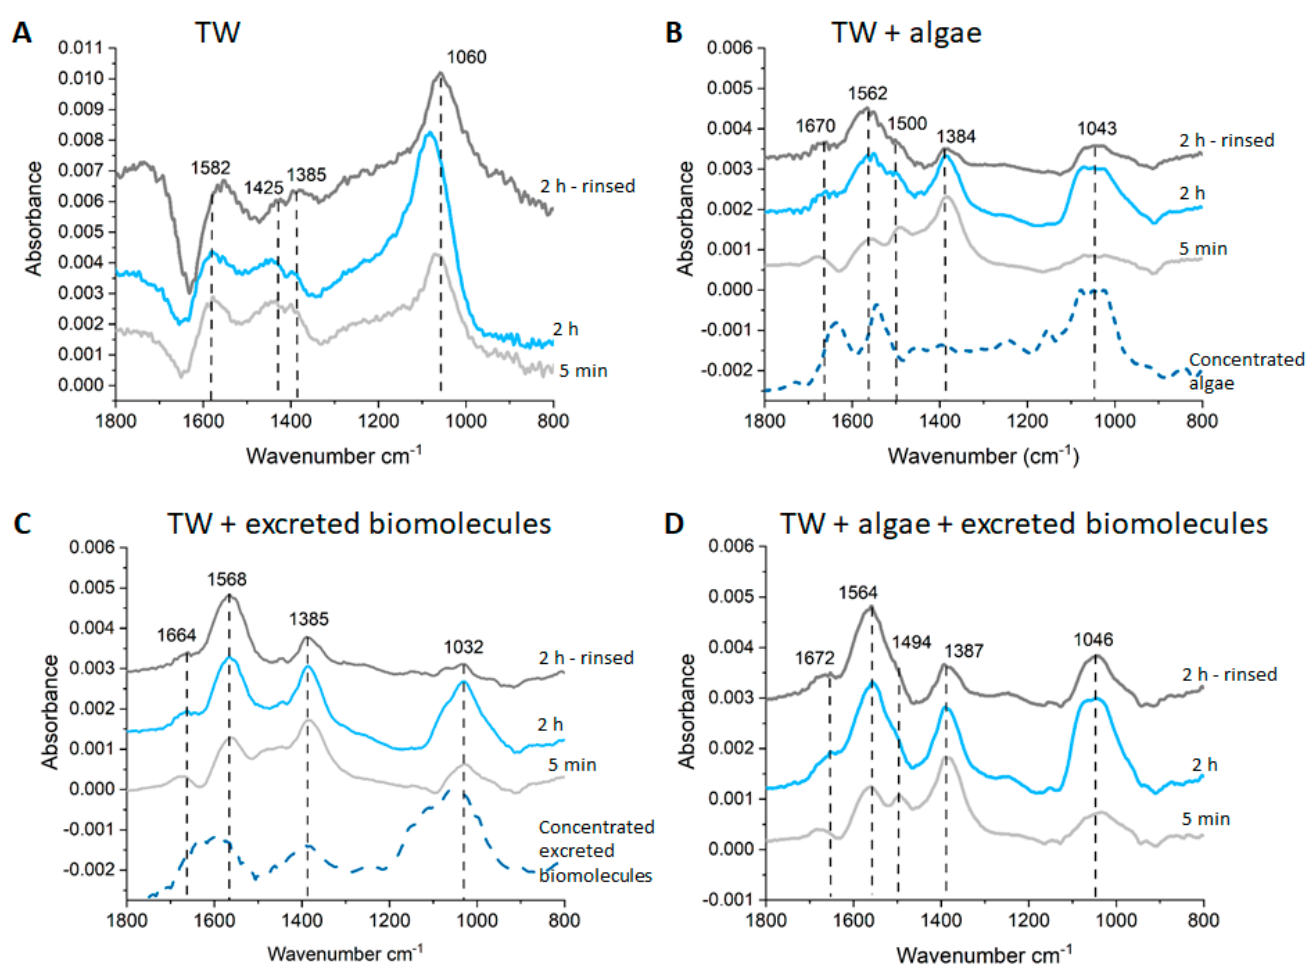 A
TW
0.011
0.010
0.009
0.008
0.007
0.006
0.005
0.004
0.003
0.002
0.001
0.000
Absorbance
1060
1582
1425
1385
2 h - rinsed
2 h
5 min
1800
1600
1400
1200
1000
800
Wavenumber cm⁻¹
B
TW + algae
0.006
0.005
0.004
0.003
0.002
0.001
0.000
-0.001
-0.002
Absorbance
1562
1670
1500
1384
1043
2 h - rinsed
2 h
5 min
Concentrated
algae
1800
1600
1400
1200
1000
800
Wavenumber (cm⁻¹)
C
TW + excreted biomolecules
0.006
0.005
0.004
0.003
0.002
0.001
0.000
-0.001
-0.002
Absorbance
1568
1664
1385
1032
2 h - rinsed
2 h
5 min
Concentrated
excreted
biomolecules
1800
1600
1400
1200
1000
800
Wavenumber cm⁻¹
D
TW + algae + excreted biomolecules
0.006
0.005
0.004
0.003
0.002
0.001
0.000
-0.001
Absorbance
1564
1672
1494
1387
1046
2 h - rinsed
2 h
5 min
1800
1600
1400
1200
1000
800
Wavenumber cm⁻¹